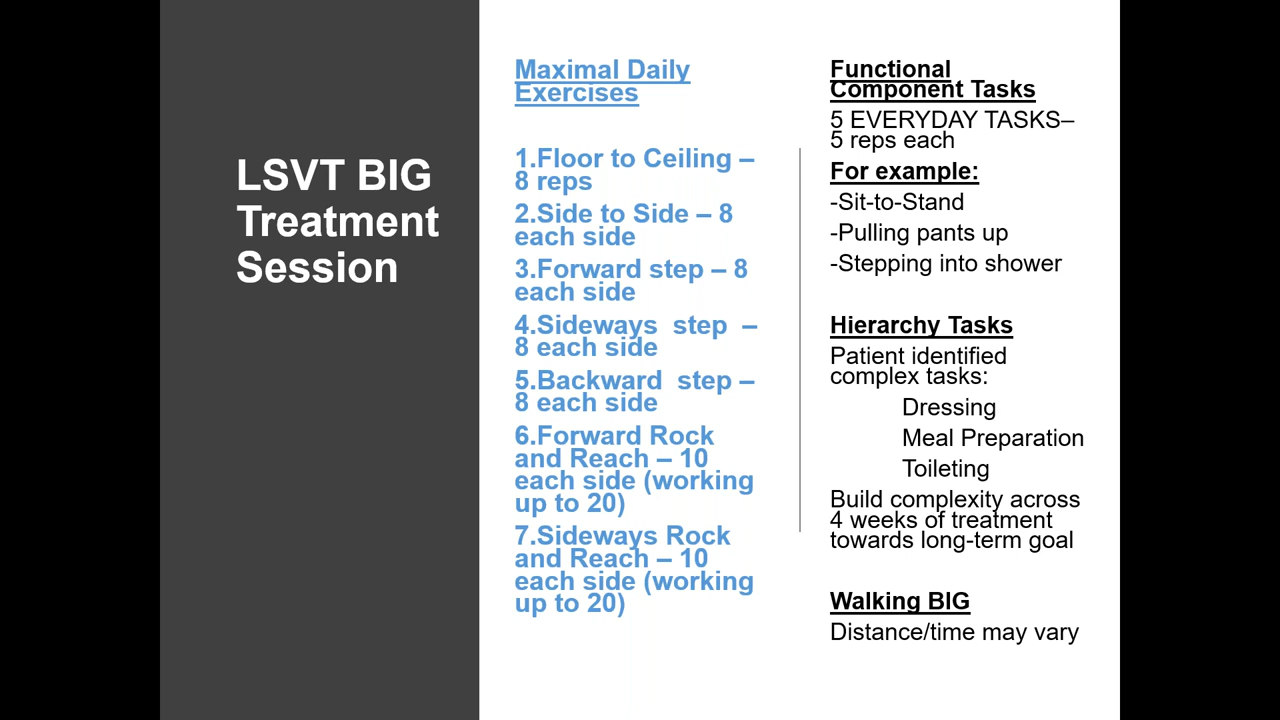 LSVT BIG
Treatment
Session
Maximal Daily
Exercises
1.Floor to Ceiling –
8 reps
2.Side to Side – 8
each side
3.Forward step – 8
each side
4.Sideways step –
8 each side
5.Backward step –
8 each side
6.Forward Rock
and Reach – 10
each side (working
up to 20)
7.Sideways Rock
and Reach – 10
each side (working
up to 20)
Functional
Component Tasks
5 EVERYDAY TASKS–
5 reps each
For example:
-Sit-to-Stand
-Pulling pants up
-Stepping into shower
Hierarchy Tasks
Patient identified
complex tasks:
Dressing
Meal Preparation
Toileting
Build complexity across
4 weeks of treatment
towards long-term goal
Walking BIG
Distance/time may vary